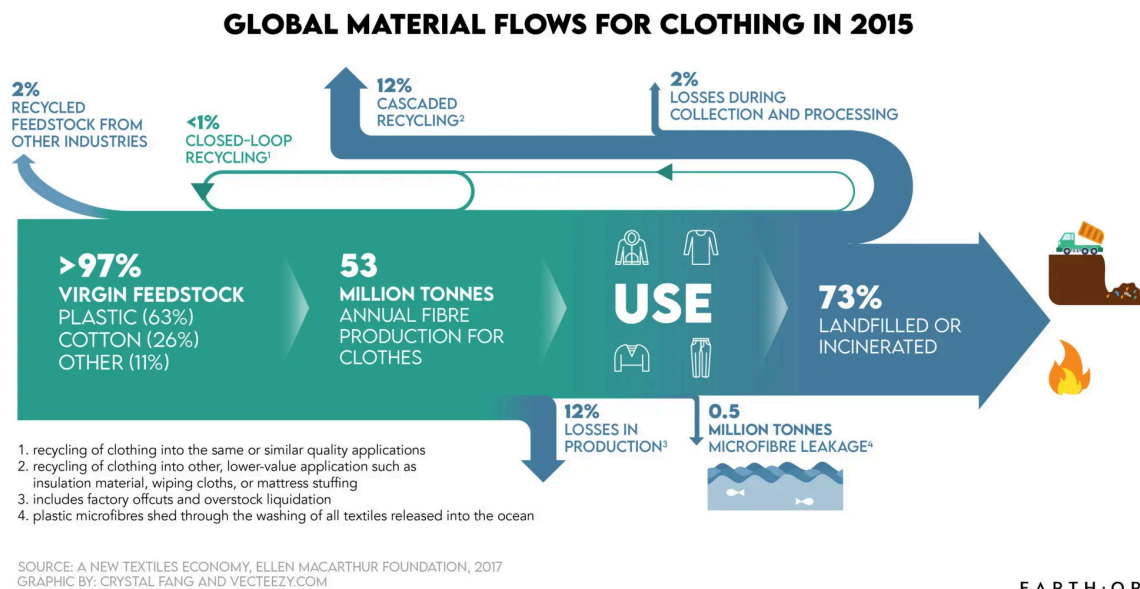 GLOBAL MATERIAL FLOWS FOR CLOTHING IN 2015
2%
RECYCLED
FEEDSTOCK FROM
OTHER INDUSTRIES
<1%
CLOSED-LOOP
RECYCLING¹
12%
CASCADED
RECYCLING²
2%
LOSSES DURING
COLLECTION AND PROCESSING
>97%
VIRGIN FEEDSTOCK
PLASTIC (63%)
COTTON (26%)
OTHER (11%)
53
MILLION TONNES
ANNUAL FIBRE
PRODUCTION FOR
CLOTHES
USE
73%
LANDFILLED OR
INCINERATED
12%
LOSSES IN
PRODUCTION³
0.5
MILLION TONNES
MICROFIBRE LEAKAGE⁴
1. recycling of clothing into the same or similar quality applications
2. recycling of clothing into other, lower-value application such as
insulation material, wiping cloths, or mattress stuffing
3. includes factory offcuts and overstock liquidation
4. plastic microfibres shed through the washing of all textiles released into the ocean
SOURCE: A NEW TEXTILES ECONOMY, ELLEN MACARTHUR FOUNDATION, 2017
GRAPHIC BY: CRYSTAL FANG AND VECTEEZY.COM